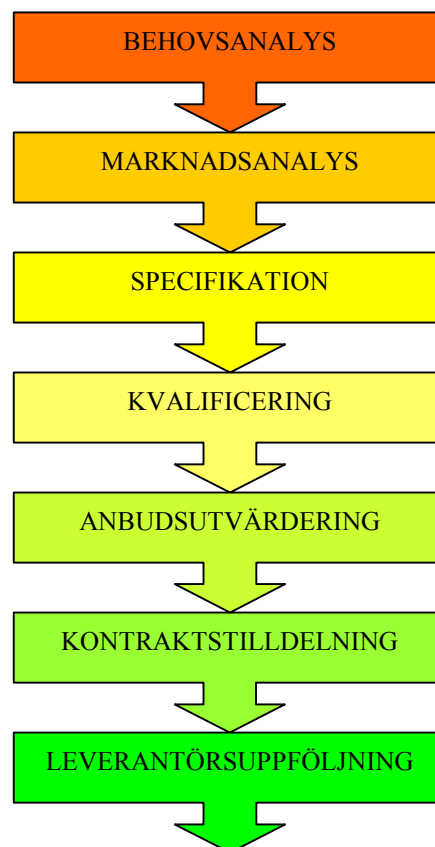 BEHOVSANALYS
MARKNADSANALYS
SPECIFIKATION
KVALIFICERING
ANBUDSUTVÄRDERING
KONTRAKTSTILLDELNING
LEVERANTÖRSUPPFÖLJNING